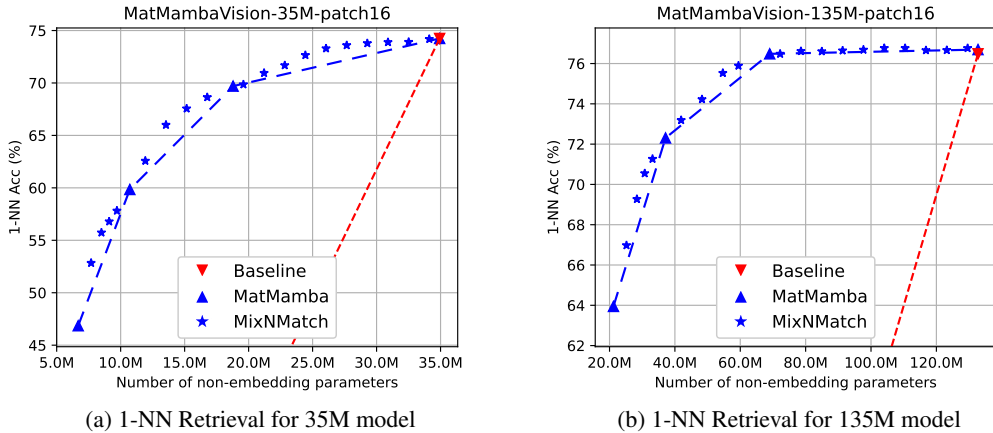 MatMambaVision-35M-patch16
75
70
65
60
55
50
45
1-NN Acc (%)
5.0M 10.0M 15.0M 20.0M 25.0M 30.0M 35.0M
Number of non-embedding parameters
Baseline
MatMamba
MixNMatch
(a) 1-NN Retrieval for 35M model
MatMambaVision-135M-patch16
76
74
72
70
68
66
64
62
1-NN Acc (%)
20.0M 40.0M 60.0M 80.0M 100.0M 120.0M
Number of non-embedding parameters
Baseline
MatMamba
MixNMatch
(b) 1-NN Retrieval for 135M model